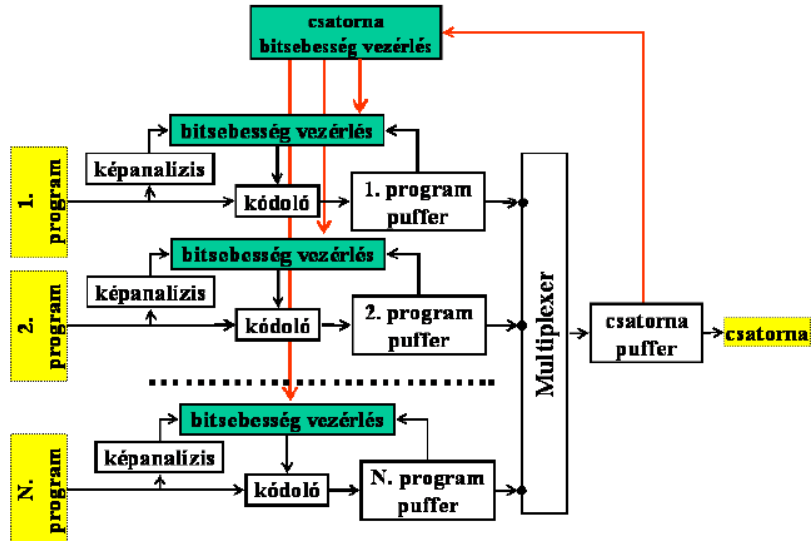 csatorna
bitsebesség vezérlés
bitsebesség vezérlés
képanalízis
1.
program
kódoló
1. program
puffer
bitsebesség vezérlés
képanalízis
2.
program
kódoló
2. program
puffer
Multiplexer
csatorna
puffer
csatorna
bitsebesség vezérlés
képanalízis
N.
program
kódoló
N. program
puffer